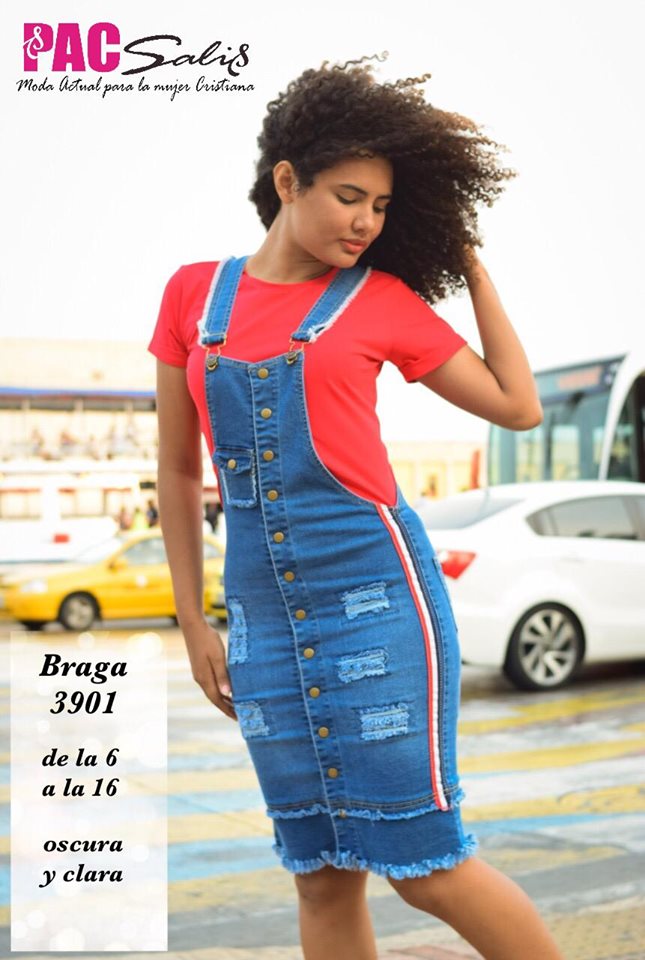 PAC Salis
Moda Actual para la mujer Cristiana
Braga
3901
de la 6
a la 16
oscura
y clara